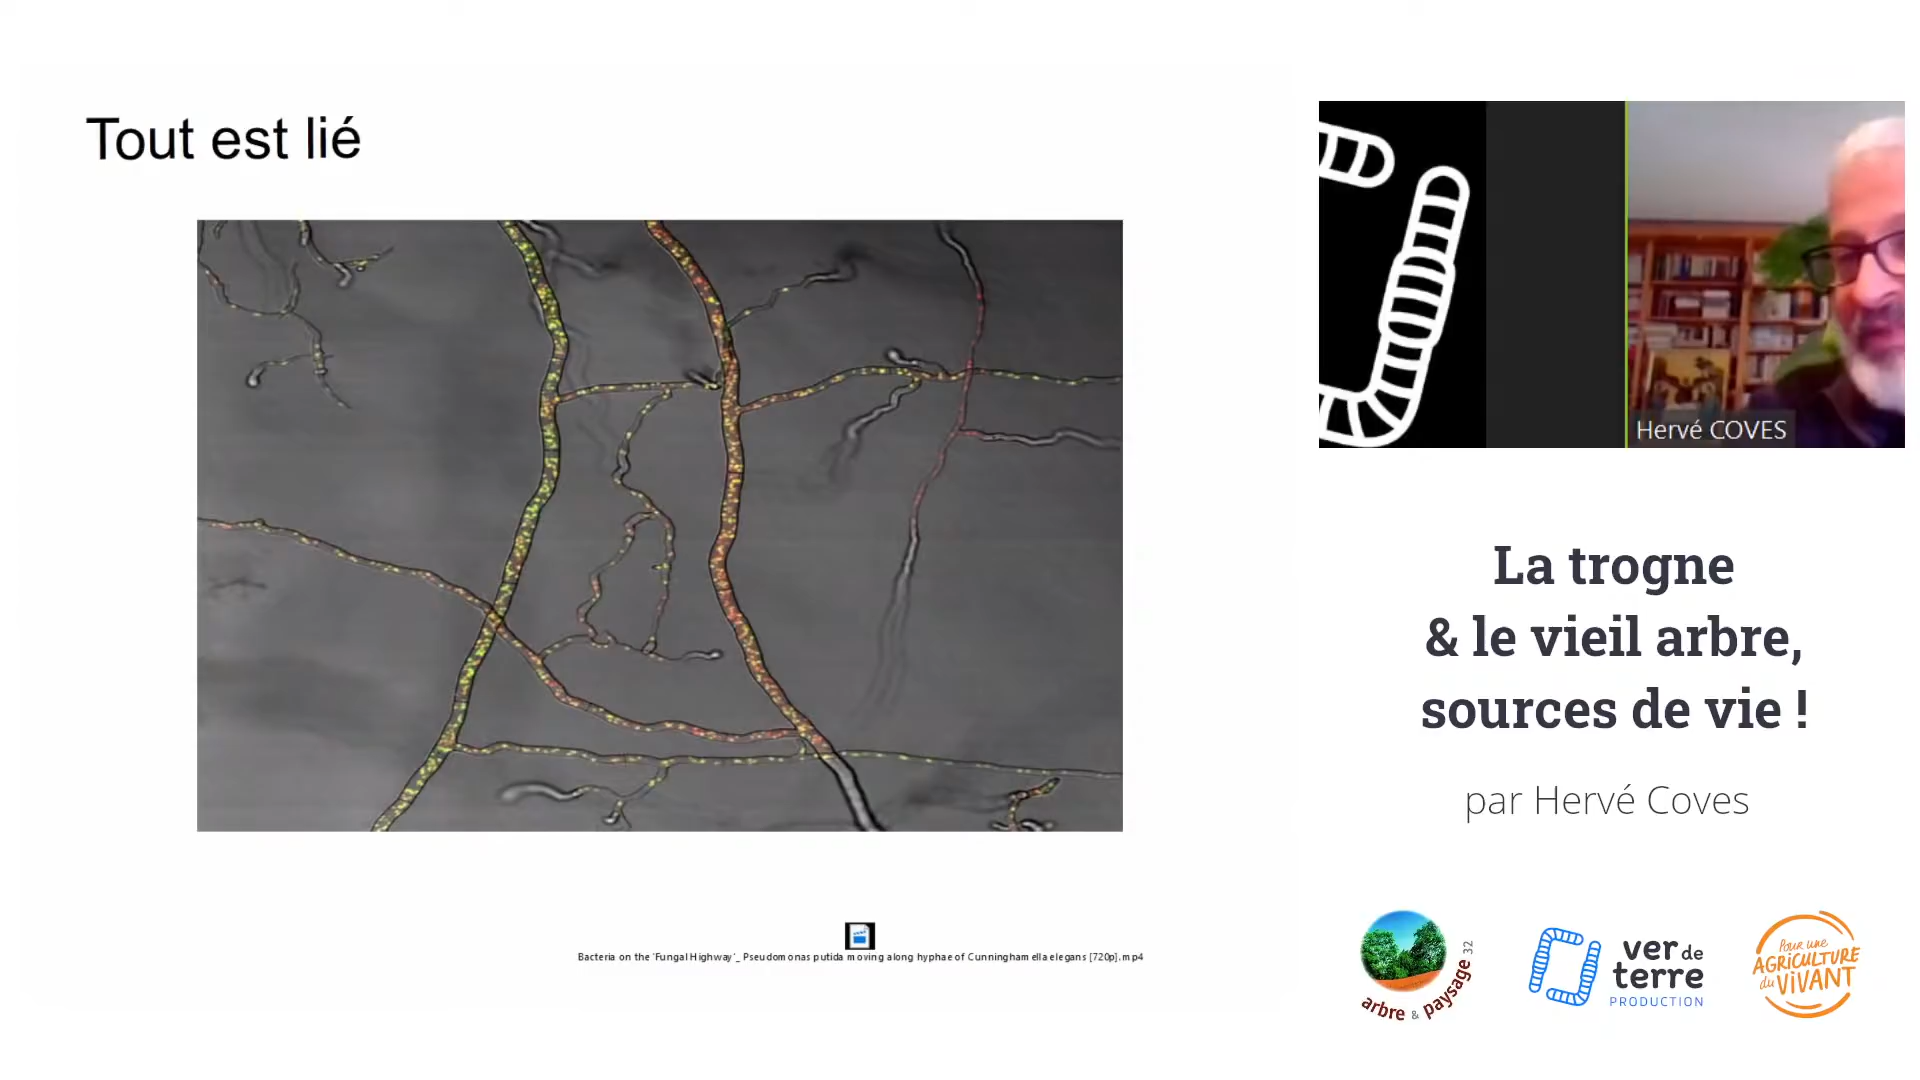 Tout est lié
Bacteria on the 'Fungal Highway'_ Pseudomonas putida moving along hyphae of Cunninghamella elegans [720p].mp4
Hervé COVES
La trogne
& le vieil arbre,
sources de vie !
par Hervé Coves
arbre & paysage 32
ver de
terre
PRODUCTION
Pour une
AGRICULTURE
du VIVANT